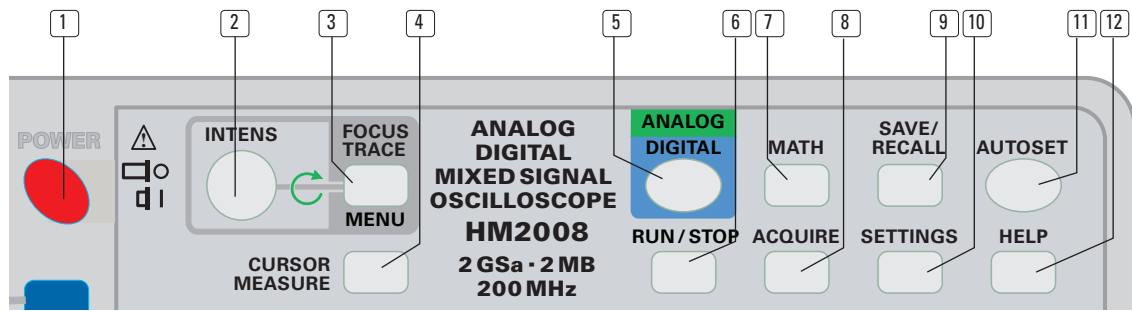 1 2 3 4 5 6 7 8 9 10 11 12
POWER
INTENS
FOCUS
TRACE
MENU
CURSOR
MEASURE
ANALOG
DIGITAL
MIXED SIGNAL
OSCILLOSCOPE
HM2008
2 GSa · 2 MB
200 MHz
ANALOG
DIGITAL
RUN / STOP
MATH
ACQUIRE
SAVE/
RECALL
SETTINGS
AUTOSET
HELP